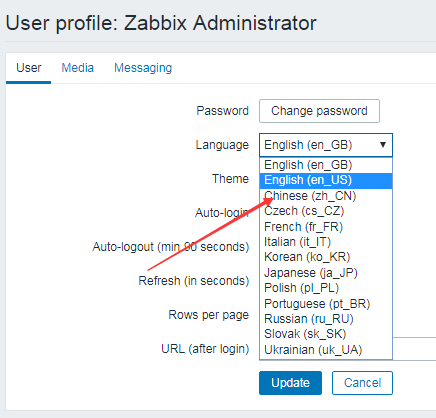 User profile: Zabbix Administrator
User Media Messaging
Password Change password
Language English (en_GB) ▼
English (en_GB)
Theme English (en_US)
Chinese (zh_CN)
Auto-login Czech (cs_CZ)
French (fr_FR)
Auto-logout (min 90 seconds) Italian (it_IT)
Korean (ko_KR)
Refresh (in seconds) Japanese (ja_JP)
Polish (pl_PL)
Rows per page Portuguese (pt_BR)
Russian (ru_RU)
Slovak (sk_SK)
URL (after login) Ukrainian (uk_UA)
Update Cancel